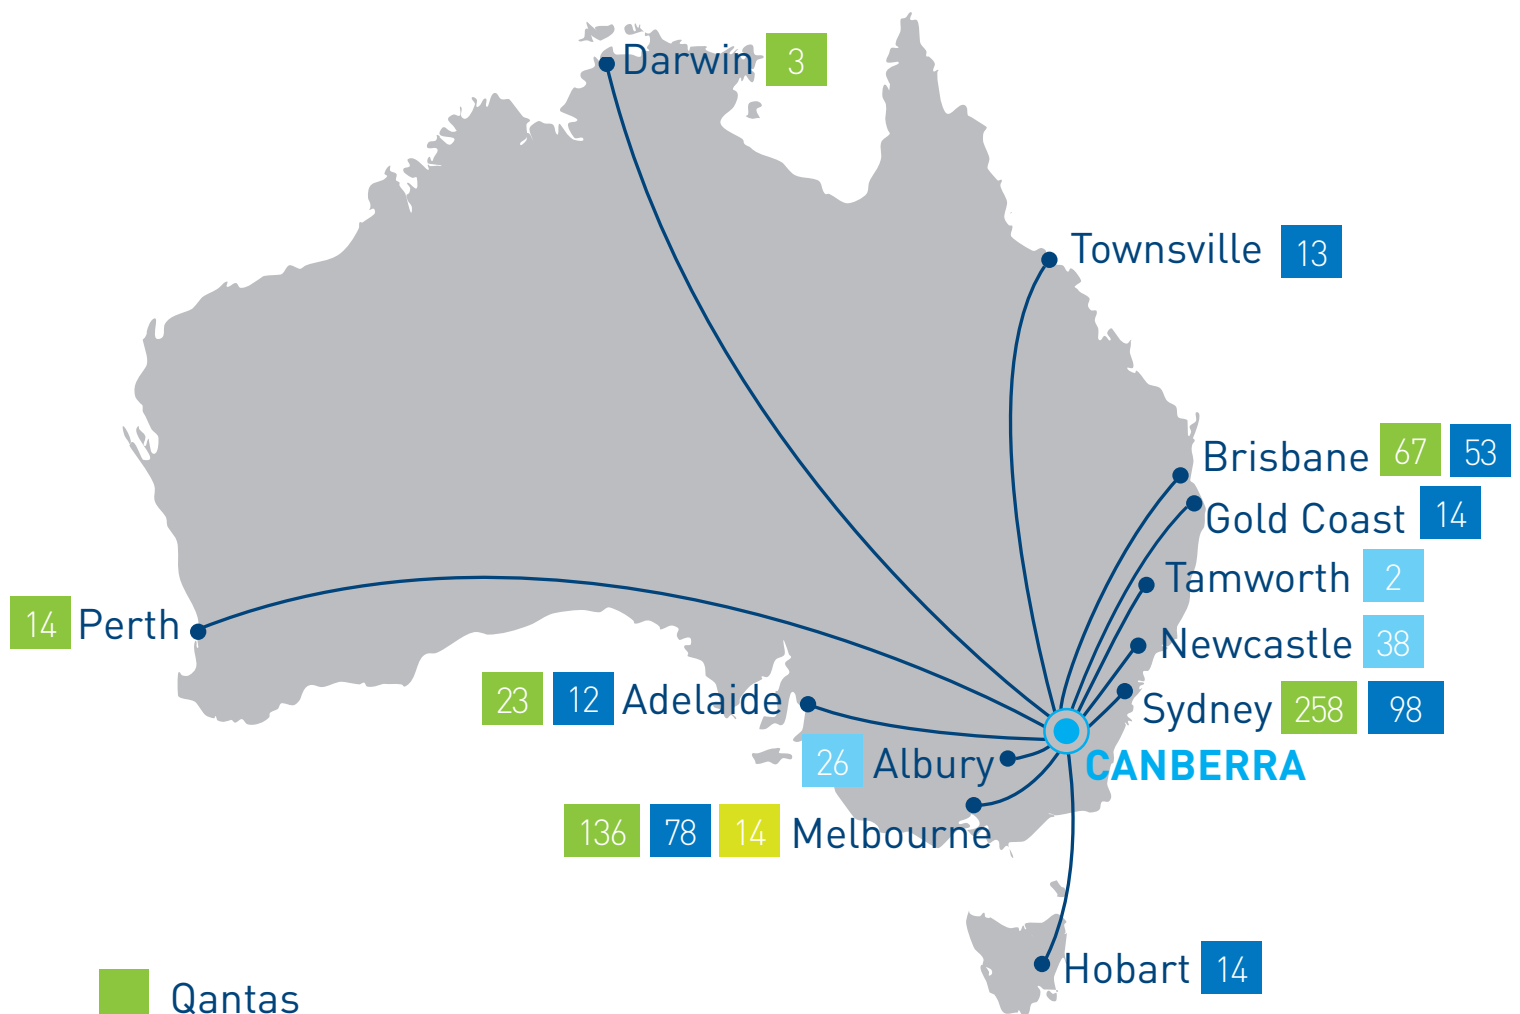 Darwin 3
Townsville 13
Brisbane 67 53
Gold Coast 14
Tamworth 2
14 Perth
Newcastle 38
23 12 Adelaide
Sydney 258 98
26 Albury
CANBERRA
136 78 14 Melbourne
Hobart 14
Qantas